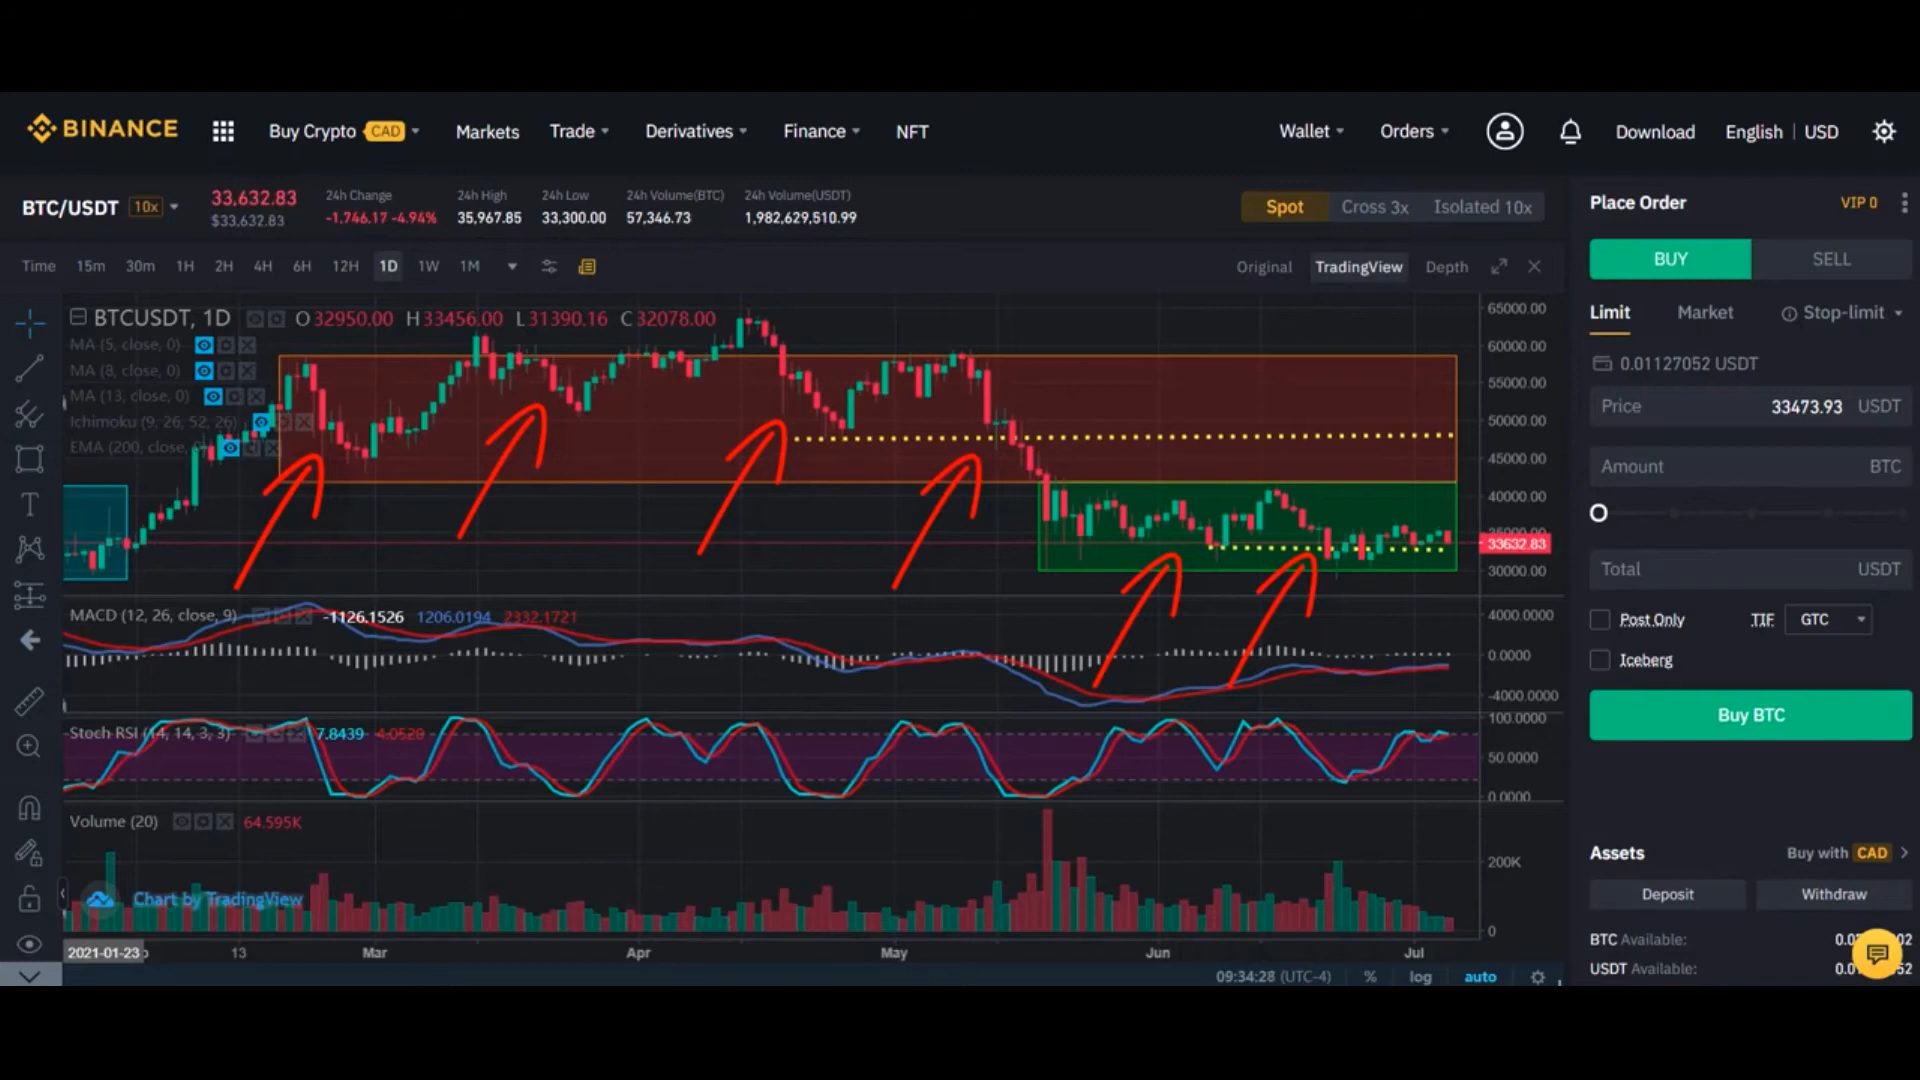 BINANCE Buy Crypto CAD Markets Trade Derivatives Finance NFT Wallet Orders Download English USD
BTC/USDT 10x 33,632.83 $33,632.83
24h Change -1,746.17 -4.94%
24h High 35,967.85
24h Low 33,300.00
24h Volume(BTC) 57,346.73
24h Volume(USDT) 1,982,629,510.99
Spot Cross 3x Isolated 10x
Time 15m 30m 1H 2H 4H 6H 12H 1D 1W 1M Original TradingView Depth
BTCUSDT, 1D O32950.00 H33456.00 L31390.16 C32078.00
MA (5, close, 0)
MA (8, close, 0)
MA (13, close, 0)
Ichimoku (9, 26, 52, 26)
EMA (200, close,
65000.00
60000.00
55000.00
50000.00
45000.00
40000.00
35000.00
33632.83
30000.00
MACD (12, 26, close, 9) -1126.1526 1206.0194 2332.1721
4000.0000
0.0000
-4000.0000
Stoch RSI (14, 14, 3, 3) 7.8439 4.0520
100.0000
50.0000
0.0000
Volume (20) 64.595K
200K
0
Chart by TradingView
2021-01-23 13 Mar Apr May Jun Jul
09:34:28 (UTC-4) % log auto
Place Order VIP 0
BUY SELL
Limit Market Stop-limit
0.01127052 USDT
Price 33473.93 USDT
Amount BTC
Total USDT
Post Only TIF GTC
Iceberg
Buy BTC
Assets Buy with CAD
Deposit Withdraw
BTC Available:
USDT Available: